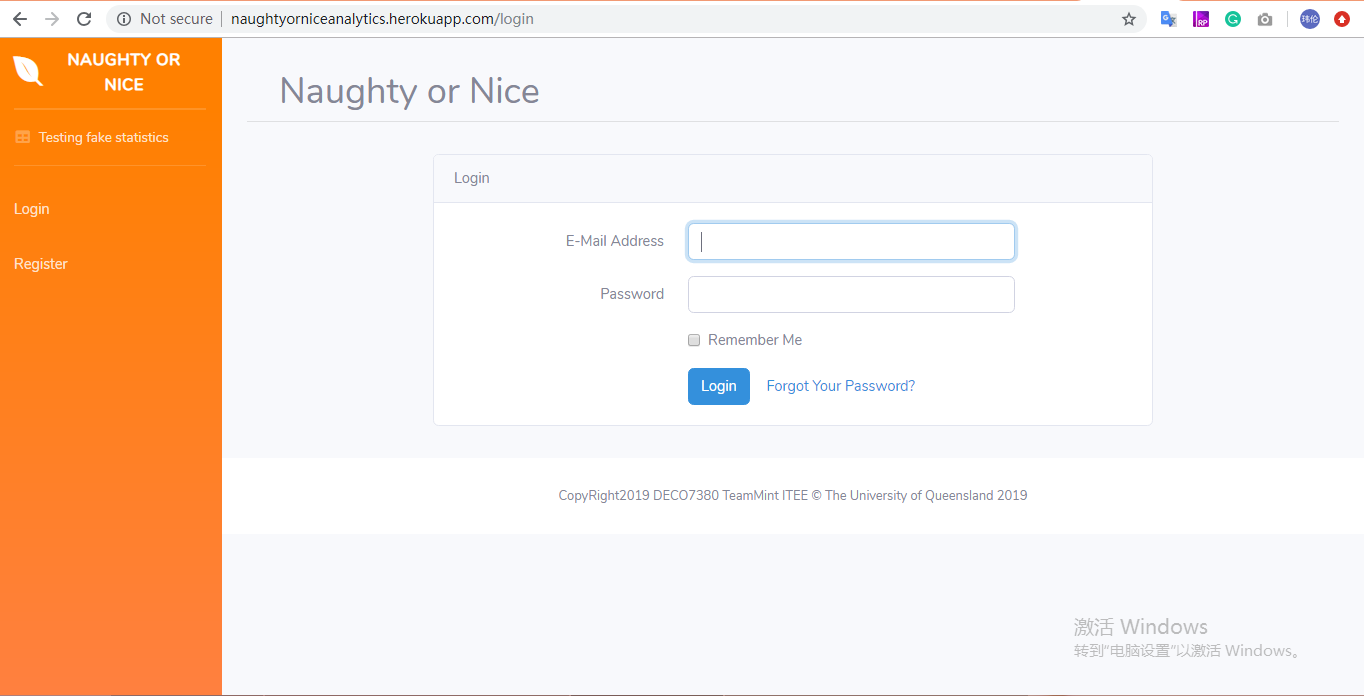 Not secure | naughtyorniceanalytics.herokuapp.com/login
RP
G
玮伦
NAUGHTY OR
NICE
Testing fake statistics
Login
Register
Naughty or Nice
Login
E-Mail Address
Password
Remember Me
Login Forgot Your Password?
CopyRight2019 DECO7380 TeamMint ITEE © The University of Queensland 2019
激活 Windows
转到"电脑设置"以激活 Windows。